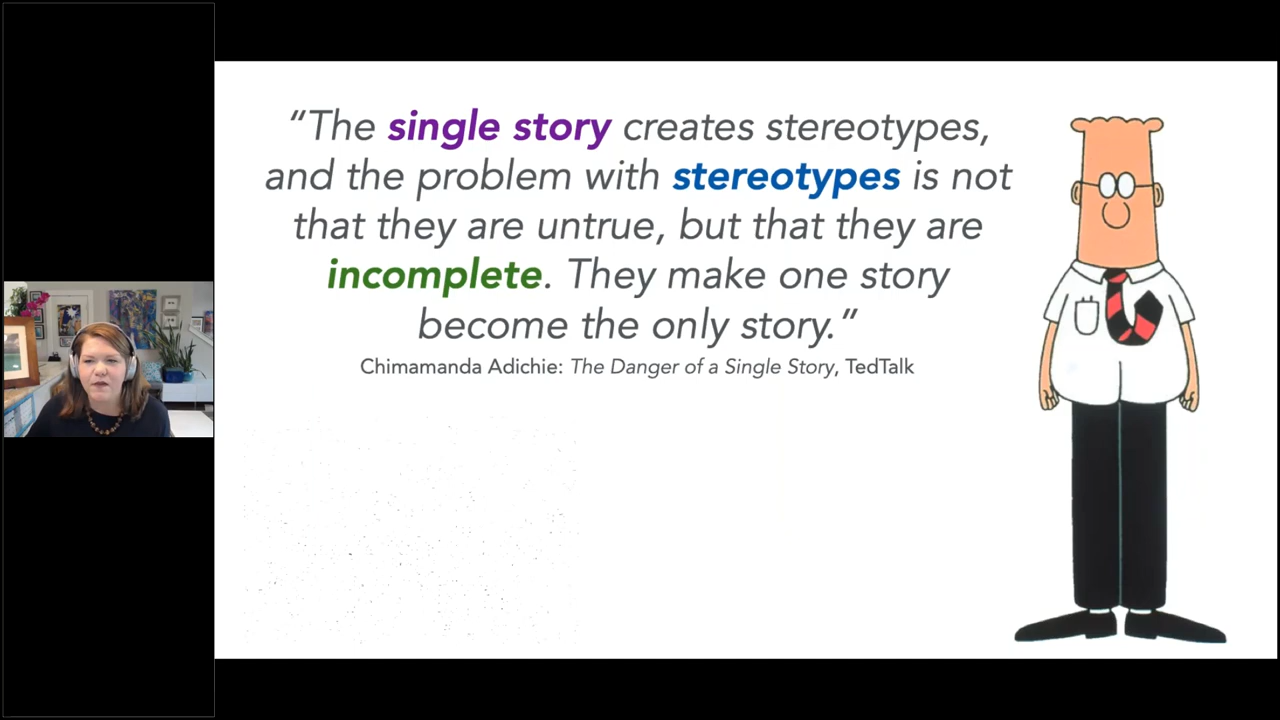 “The single story creates stereotypes,
and the problem with stereotypes is not
that they are untrue, but that they are
incomplete. They make one story
become the only story.”
Chimamanda Adichie: The Danger of a Single Story, TedTalk